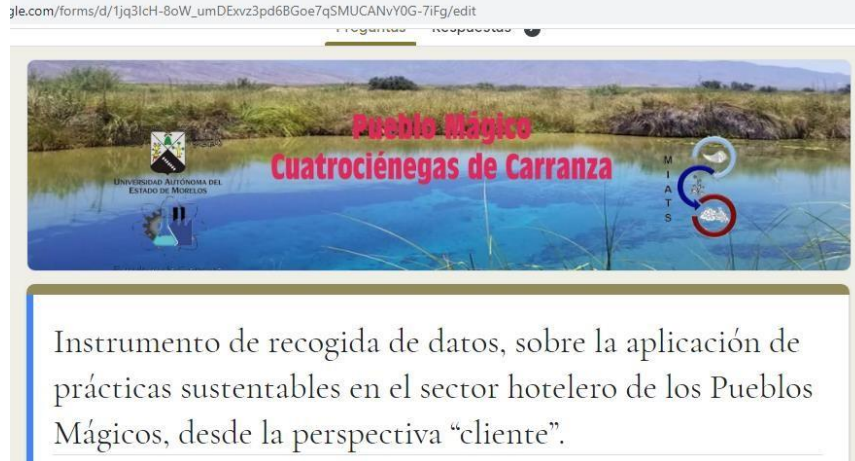 gle.com/forms/d/1jq3IcH-8oW_umDExvz3pd6BGoe7qSMUCANvY0G-7iFg/edit
Preguntas Respuestas
Pueblo Mágico
Cuatrociénegas de Carranza
UNIVERSIDAD AUTÓNOMA DEL
ESTADO DE MORELOS
M
I
A
T
S
Instrumento de recogida de datos, sobre la aplicación de
prácticas sustentables en el sector hotelero de los Pueblos
Mágicos, desde la perspectiva “cliente”.